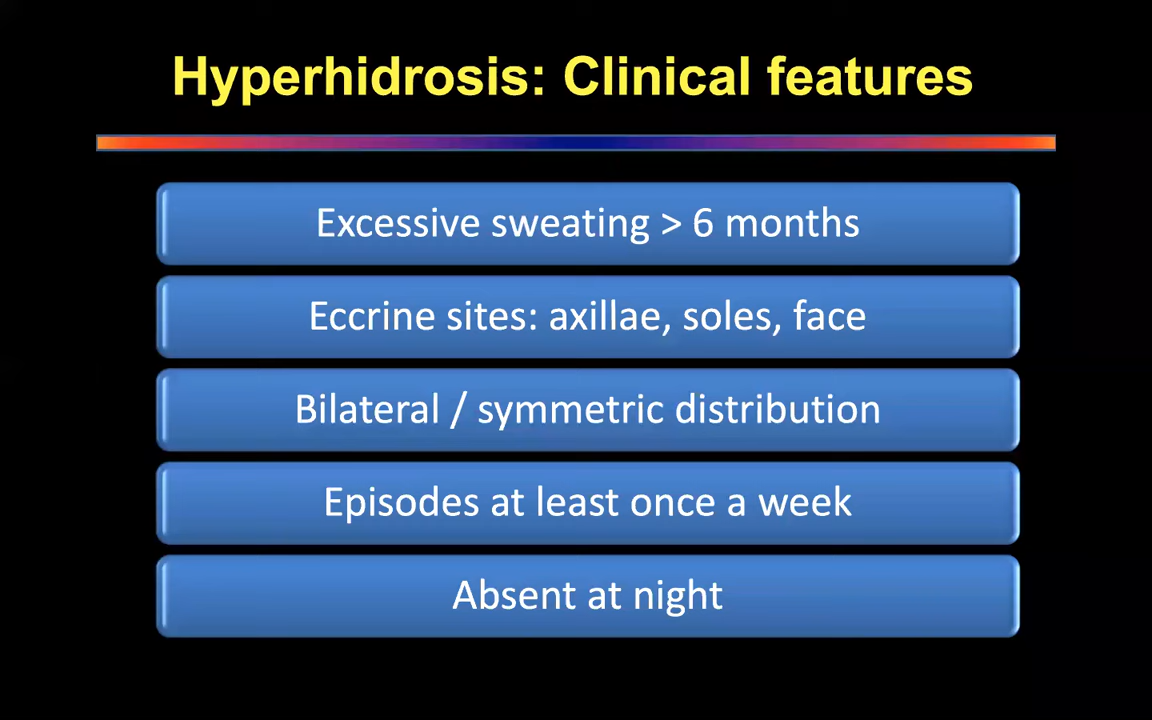 Hyperhidrosis: Clinical features
Excessive sweating > 6 months
Eccrine sites: axillae, soles, face
Bilateral / symmetric distribution
Episodes at least once a week
Absent at night